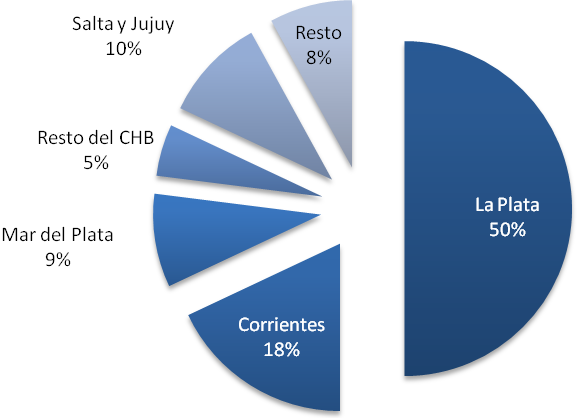 Salta y Jujuy
10%
Resto
8%
Resto del CHB
5%
La Plata
50%
Mar del Plata
9%
Corrientes
18%